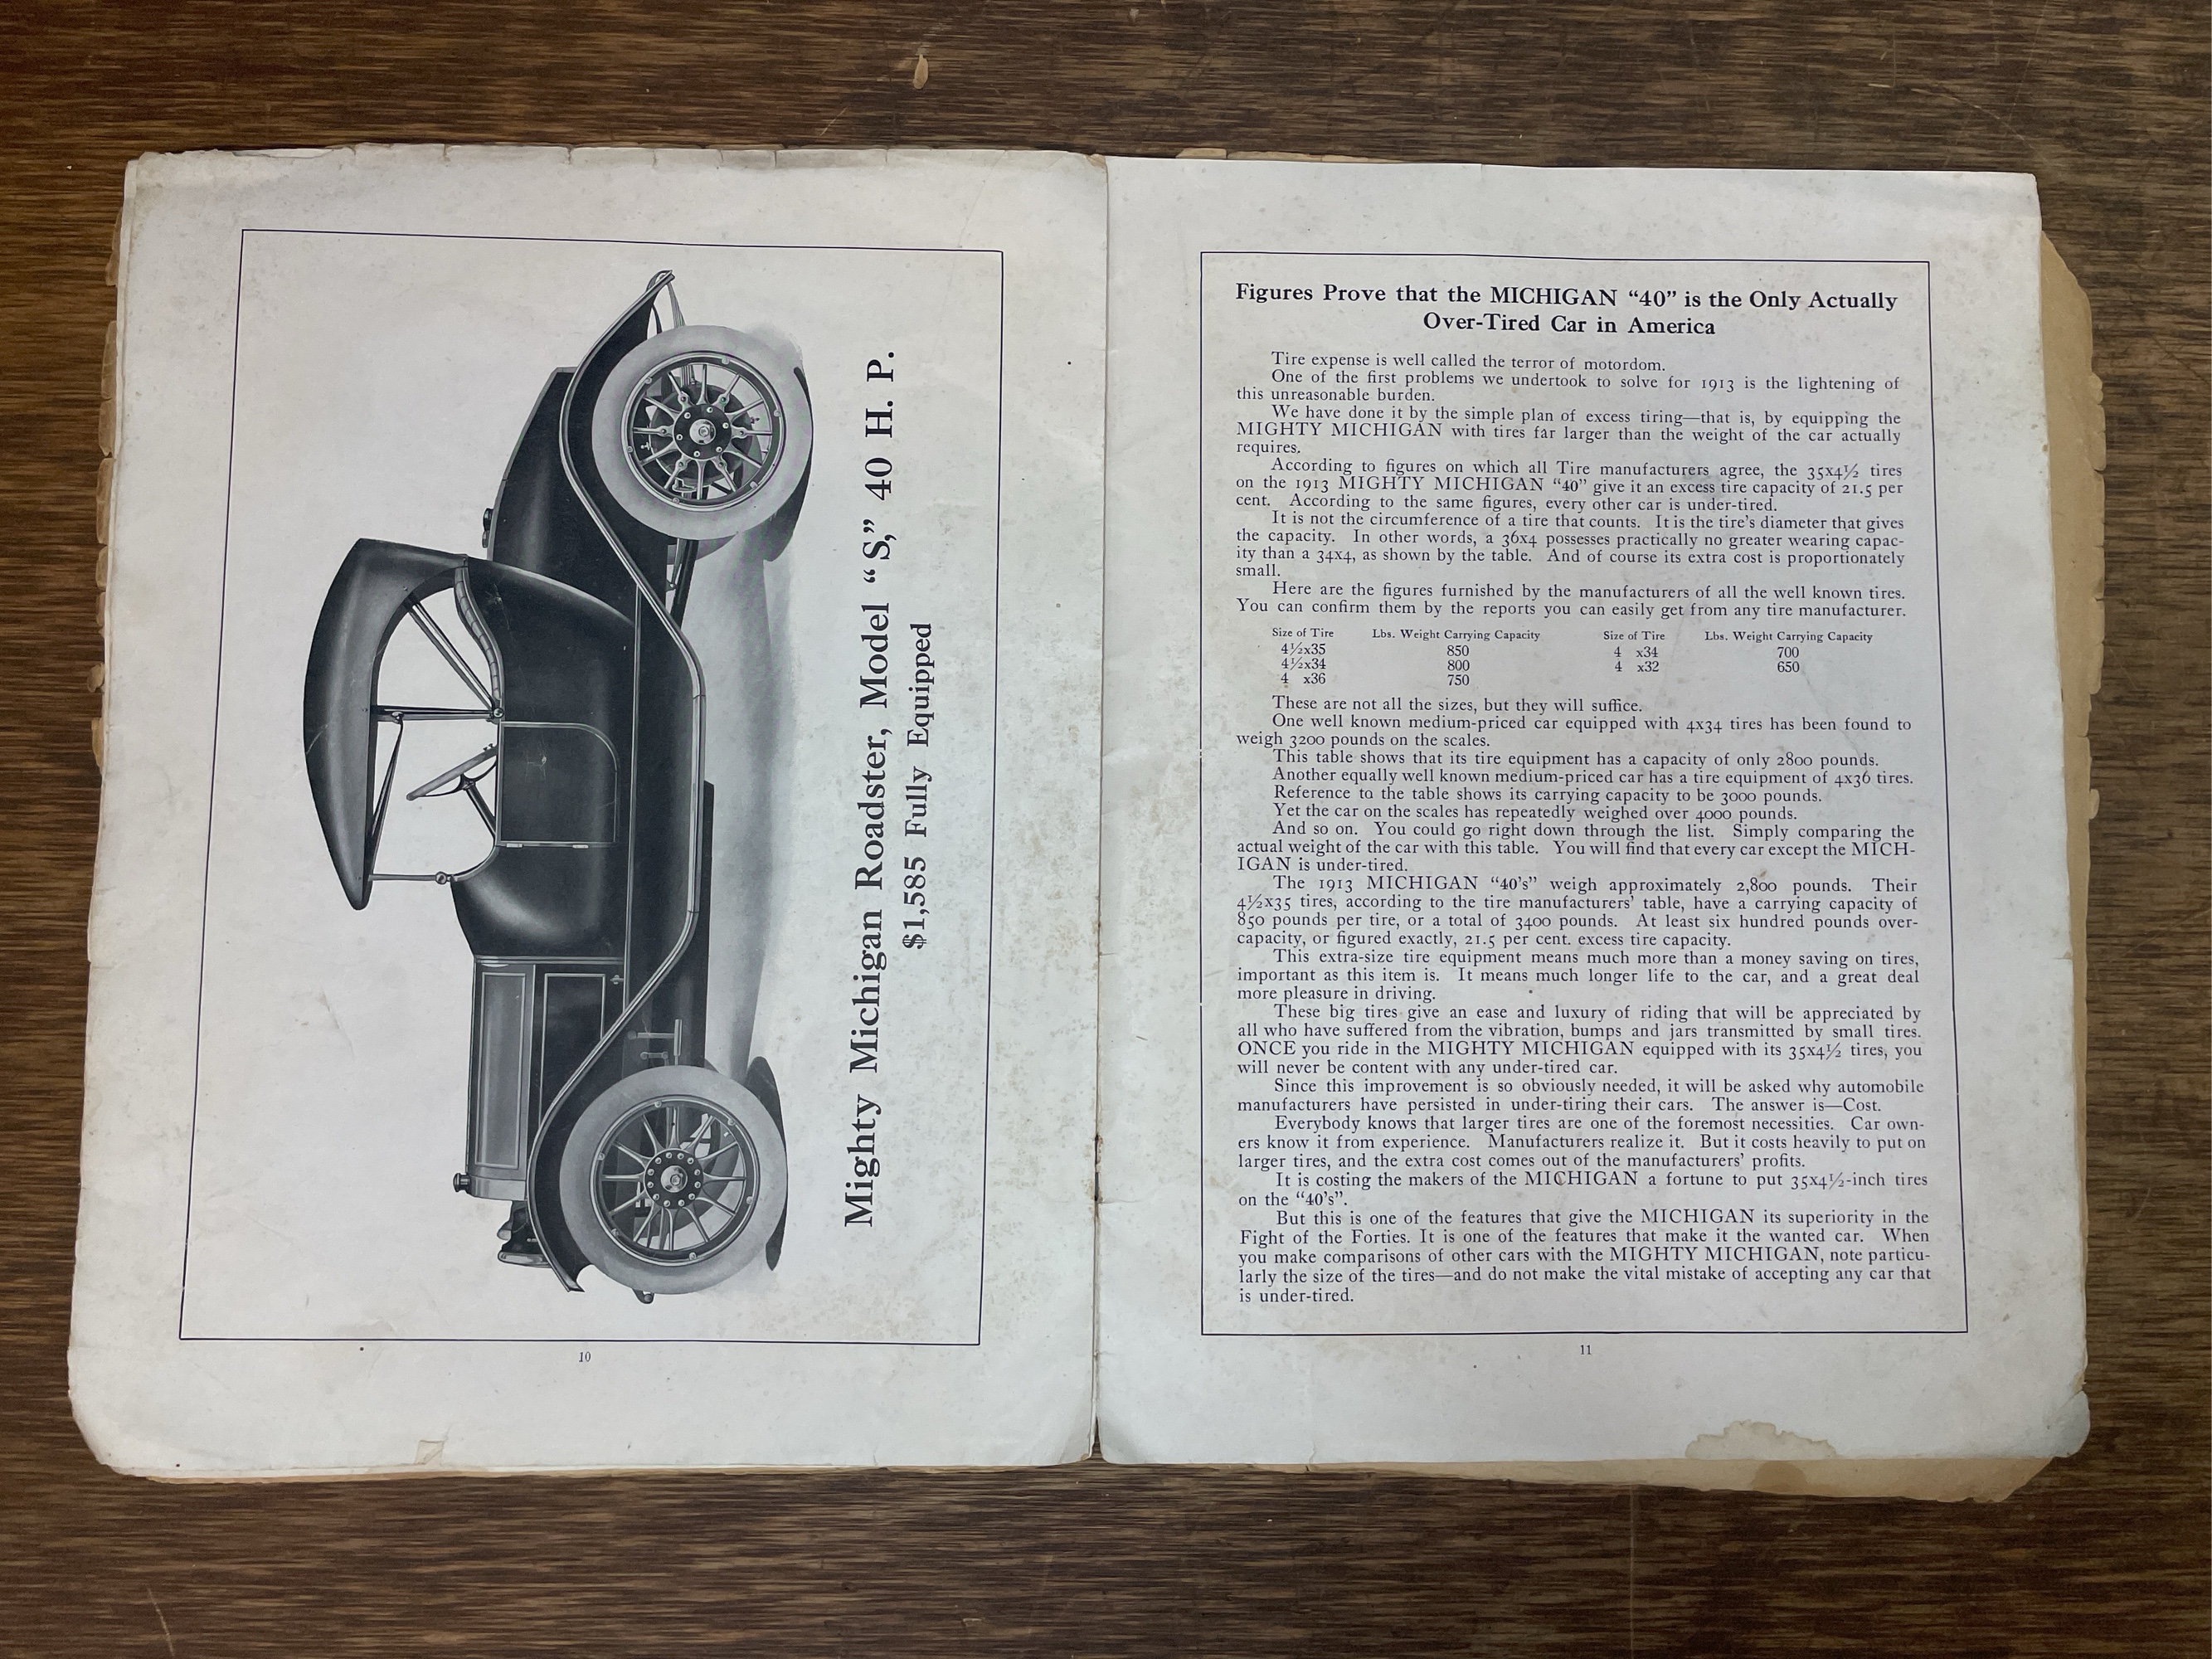 Mighty Michigan Roadster, Model “S,” 40 H. P.
$1,585 Fully Equipped
10
Figures Prove that the MICHIGAN “40” is the Only Actually
Over-Tired Car in America
Tire expense is well called the terror of motordom.
One of the first problems we undertook to solve for 1913 is the lightening of
this unreasonable burden.
We have done it by the simple plan of excess tiring—that is, by equipping the
MIGHTY MICHIGAN with tires far larger than the weight of the car actually
requires.
According to figures on which all Tire manufacturers agree, the 35x4½ tires
on the 1913 MIGHTY MICHIGAN “40” give it an excess tire capacity of 21.5 per
cent. According to the same figures, every other car is under-tired.
It is not the circumference of a tire that counts. It is the tire’s diameter that gives
the capacity. In other words, a 36x4 possesses practically no greater wearing capac-
ity than a 34x4, as shown by the table. And of course its extra cost is proportionately
small.
Here are the figures furnished by the manufacturers of all the well known tires.
You can confirm them by the reports you can easily get from any tire manufacturer.
Size of Tire Lbs. Weight Carrying Capacity Size of Tire Lbs. Weight Carrying Capacity
4½x35 850 4 x34 700
4½x34 800 4 x32 650
4 x36 750
These are not all the sizes, but they will suffice.
One well known medium-priced car equipped with 4x34 tires has been found to
weigh 3200 pounds on the scales.
This table shows that its tire equipment has a capacity of only 2800 pounds.
Another equally well known medium-priced car has a tire equipment of 4x36 tires.
Reference to the table shows its carrying capacity to be 3000 pounds.
Yet the car on the scales has repeatedly weighed over 4000 pounds.
And so on. You could go right down through the list. Simply comparing the
actual weight of the car with this table. You will find that every car except the MICH-
IGAN is under-tired.
The 1913 MICHIGAN “40’s” weigh approximately 2,800 pounds. Their
4½x35 tires, according to the tire manufacturers’ table, have a carrying capacity of
850 pounds per tire, or a total of 3400 pounds. At least six hundred pounds over-
capacity, or figured exactly, 21.5 per cent. excess tire capacity.
This extra-size tire equipment means much more than a money saving on tires,
important as this item is. It means much longer life to the car, and a great deal
more pleasure in driving.
These big tires give an ease and luxury of riding that will be appreciated by
all who have suffered from the vibration, bumps and jars transmitted by small tires.
ONCE you ride in the MIGHTY MICHIGAN equipped with its 35x4½ tires, you
will never be content with any under-tired car.
Since this improvement is so obviously needed, it will be asked why automobile
manufacturers have persisted in under-tiring their cars. The answer is—Cost.
Everybody knows that larger tires are one of the foremost necessities. Car own-
ers know it from experience. Manufacturers realize it. But it costs heavily to put on
larger tires, and the extra cost comes out of the manufacturers’ profits.
It is costing the makers of the MICHIGAN a fortune to put 35x4½-inch tires
on the “40’s”.
But this is one of the features that give the MICHIGAN its superiority in the
Fight of the Forties. It is one of the features that make it the wanted car. When
you make comparisons of other cars with the MIGHTY MICHIGAN, note particu-
larly the size of the tires—and do not make the vital mistake of accepting any car that
is under-tired.
11